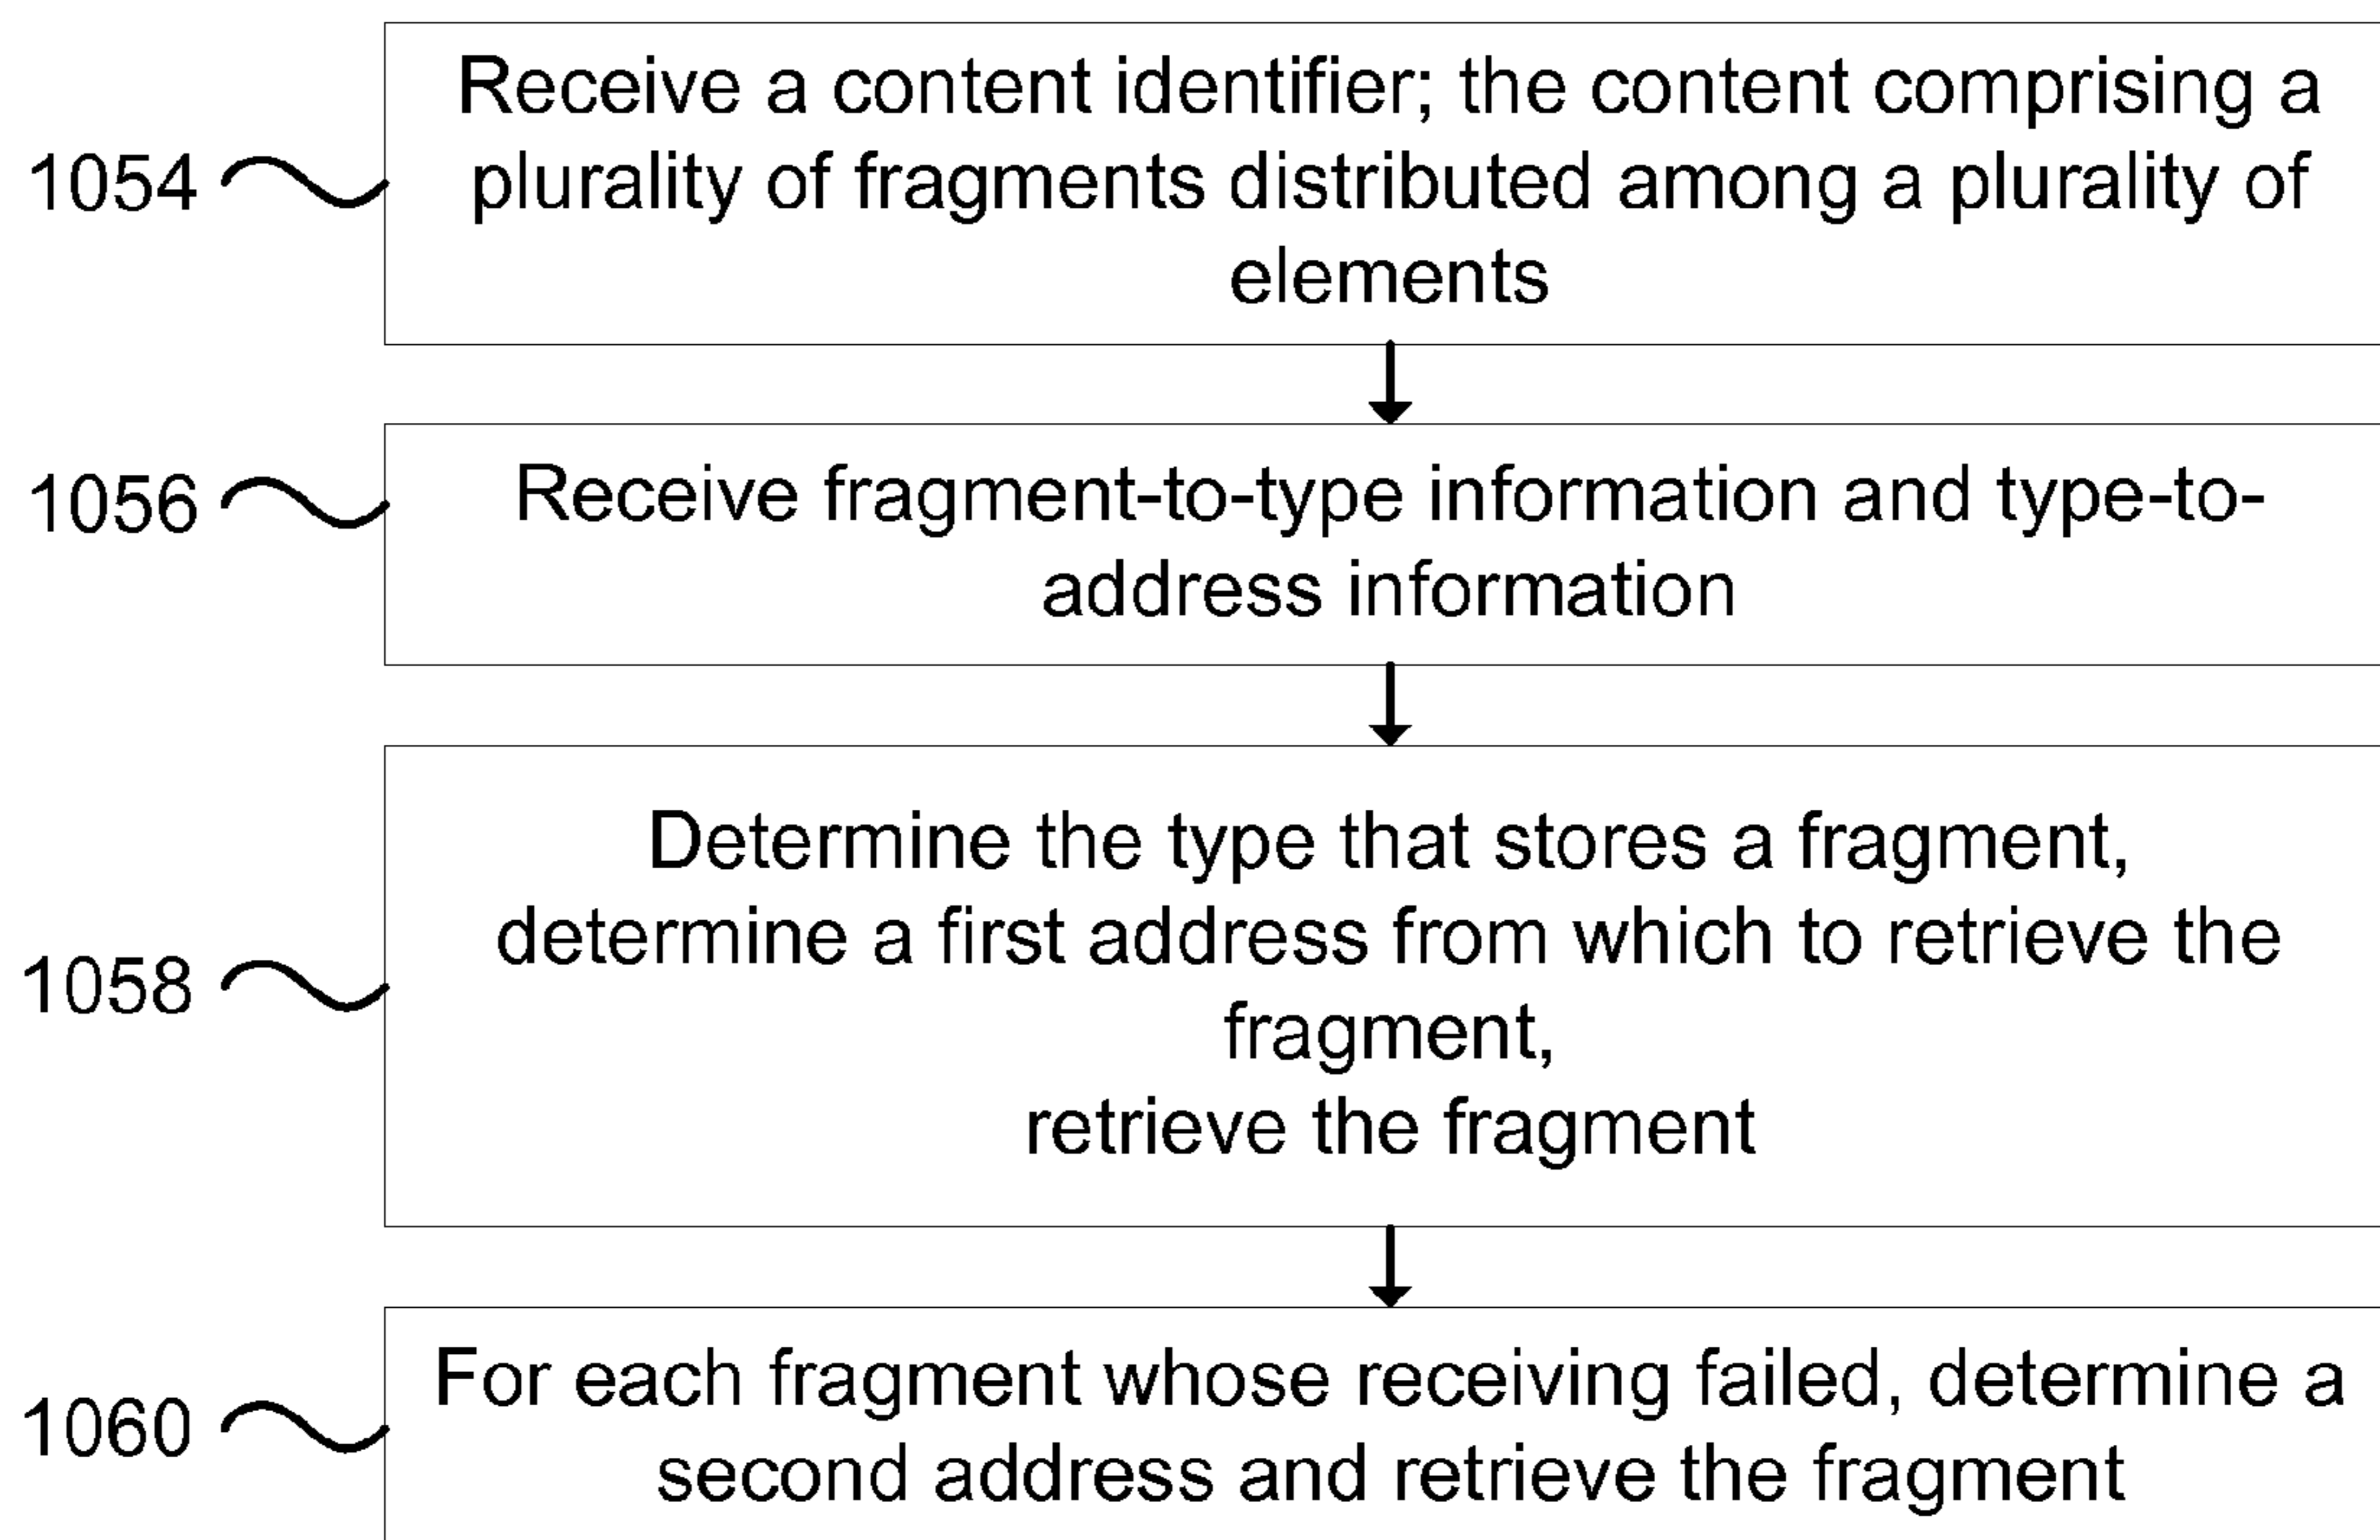 Receive a content identifier; the content comprising a
1054
plurality of fragments distributed among a plurality of
elements
1056
Receive fragment-to-type information and type-to-
address information
Determine the type that stores a fragment,
determine a first address from which to retrieve the
1058
fragment,
retrieve the fragment
For each fragment whose receiving failed, determine a
1060
second address and retrieve the fragment